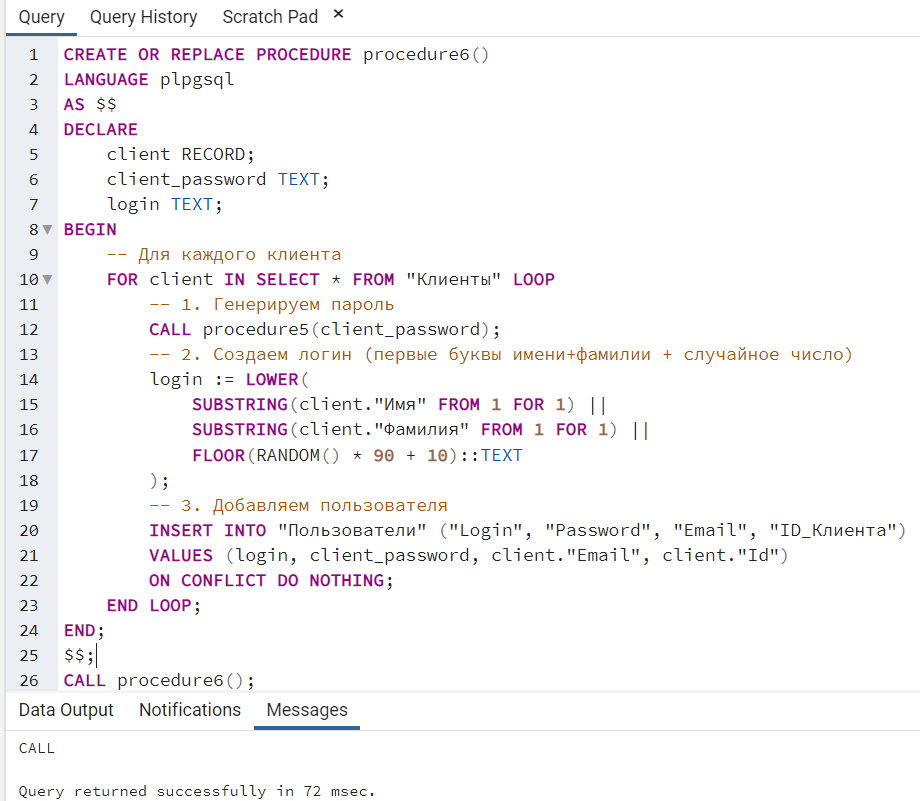 Query Query History Scratch Pad ✕
1 CREATE OR REPLACE PROCEDURE procedure6()
2 LANGUAGE plpgsql
3 AS $$
4 DECLARE
5 client RECORD;
6 client_password TEXT;
7 login TEXT;
8 BEGIN
9 -- Для каждого клиента
10 FOR client IN SELECT * FROM "Клиенты" LOOP
11 -- 1. Генерируем пароль
12 CALL procedure5(client_password);
13 -- 2. Создаем логин (первые буквы имени+фамилии + случайное число)
14 login := LOWER(
15 SUBSTRING(client."Имя" FROM 1 FOR 1) ||
16 SUBSTRING(client."Фамилия" FROM 1 FOR 1) ||
17 FLOOR(RANDOM() * 90 + 10)::TEXT
18 );
19 -- 3. Добавляем пользователя
20 INSERT INTO "Пользователи" ("Login", "Password", "Email", "ID_Клиента")
21 VALUES (login, client_password, client."Email", client."Id")
22 ON CONFLICT DO NOTHING;
23 END LOOP;
24 END;
25 $$;
26 CALL procedure6();
Data Output Notifications Messages
CALL
Query returned successfully in 72 msec.